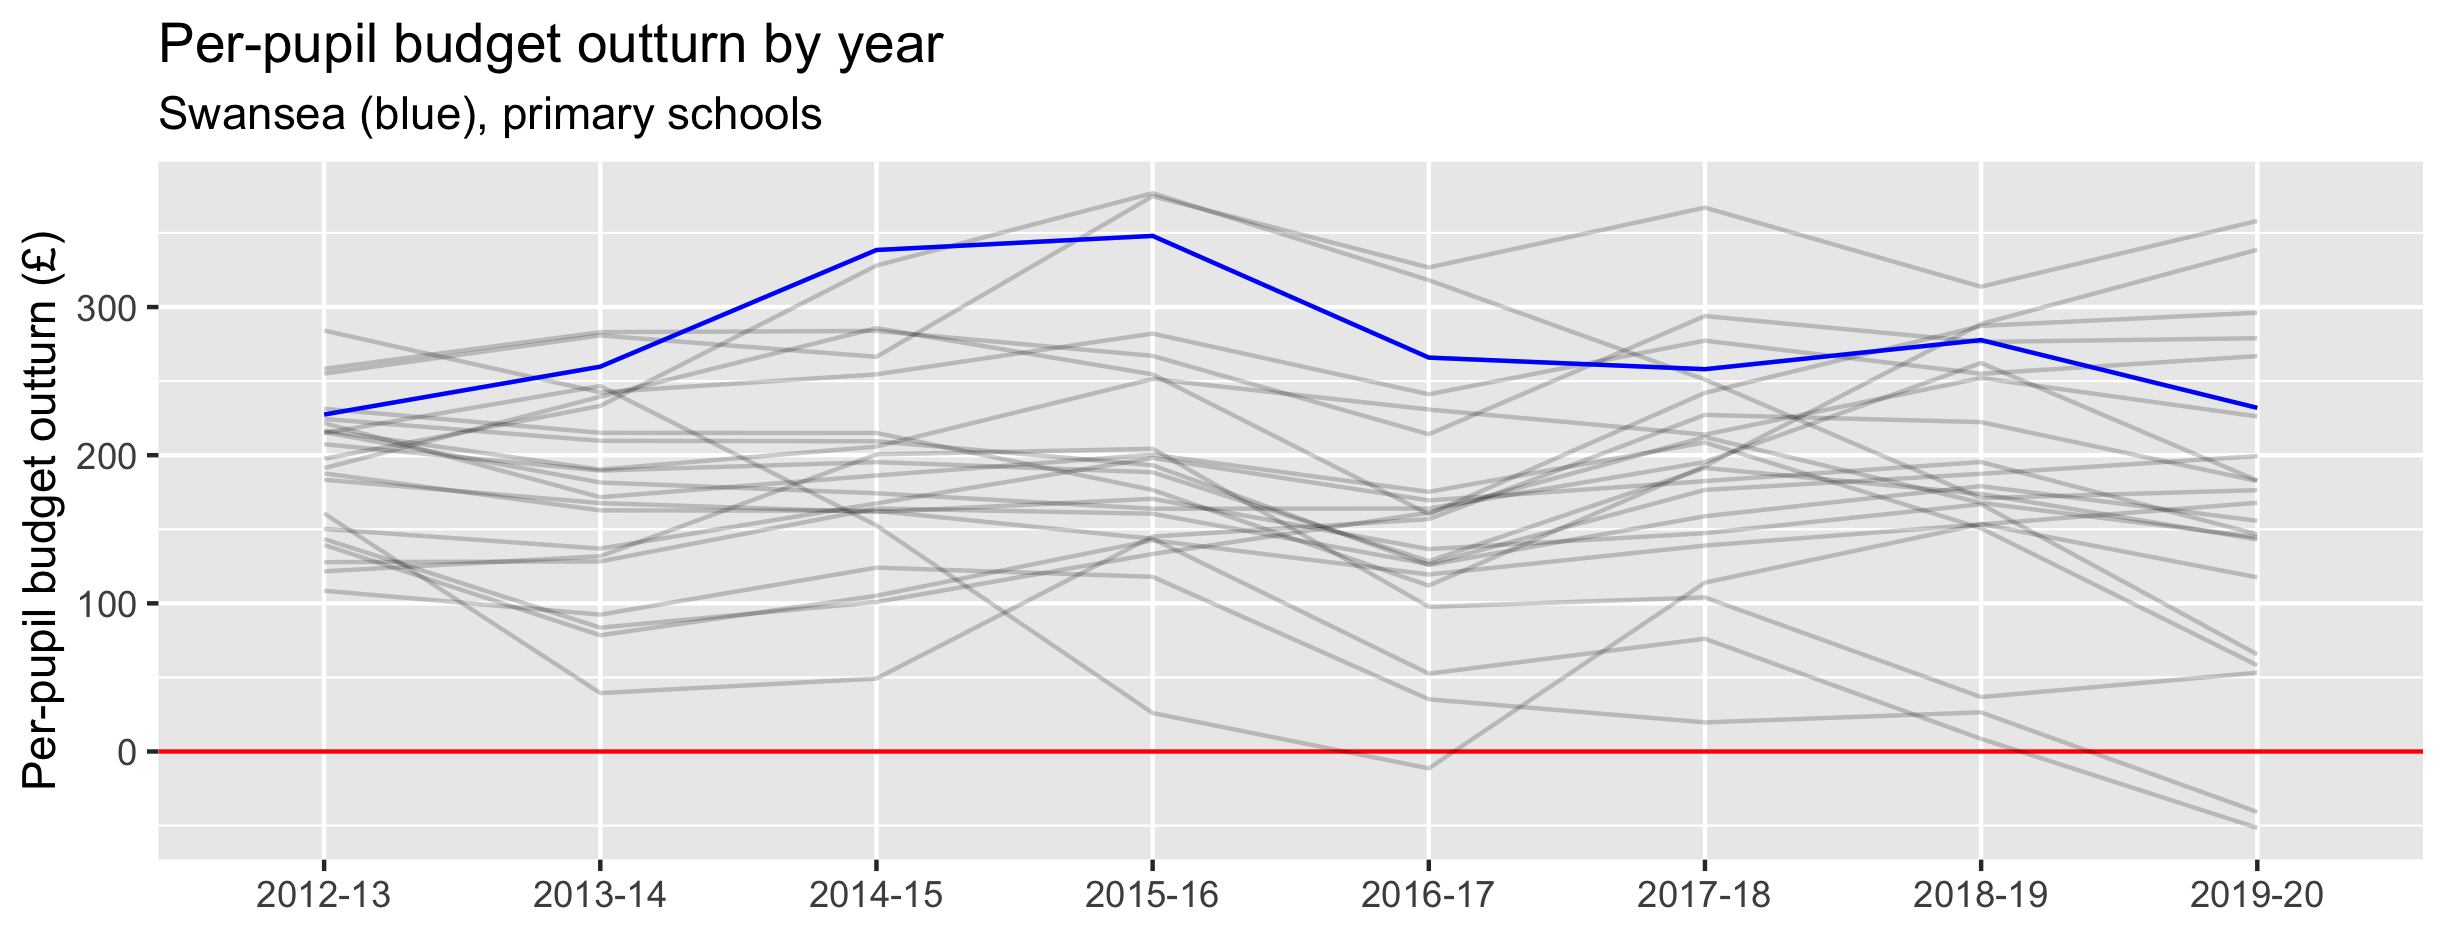 Per-pupil budget outturn by year
Swansea (blue), primary schools
Per-pupil budget outturn (£)
300
200
100
0
2012-13 2013-14 2014-15 2015-16 2016-17 2017-18 2018-19 2019-20